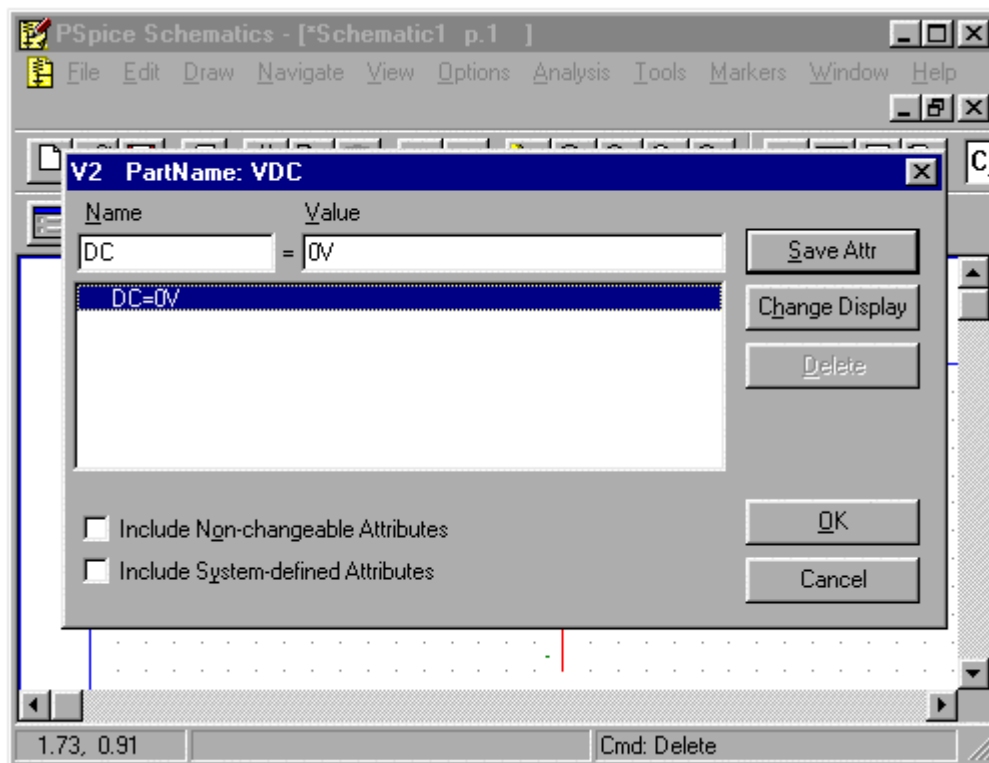 PSpice Schematics - [*Schematic1 p.1 ]
File Edit Draw Navigate View Options Analysis Tools Markers Window Help
V2 PartName: VDC
C
Name Value
DC = 0V
Save Attr
DC=0V
Change Display
Delete
Include Non-changeable Attributes
OK
Include System-defined Attributes
Cancel
1.73, 0.91 Cmd: Delete